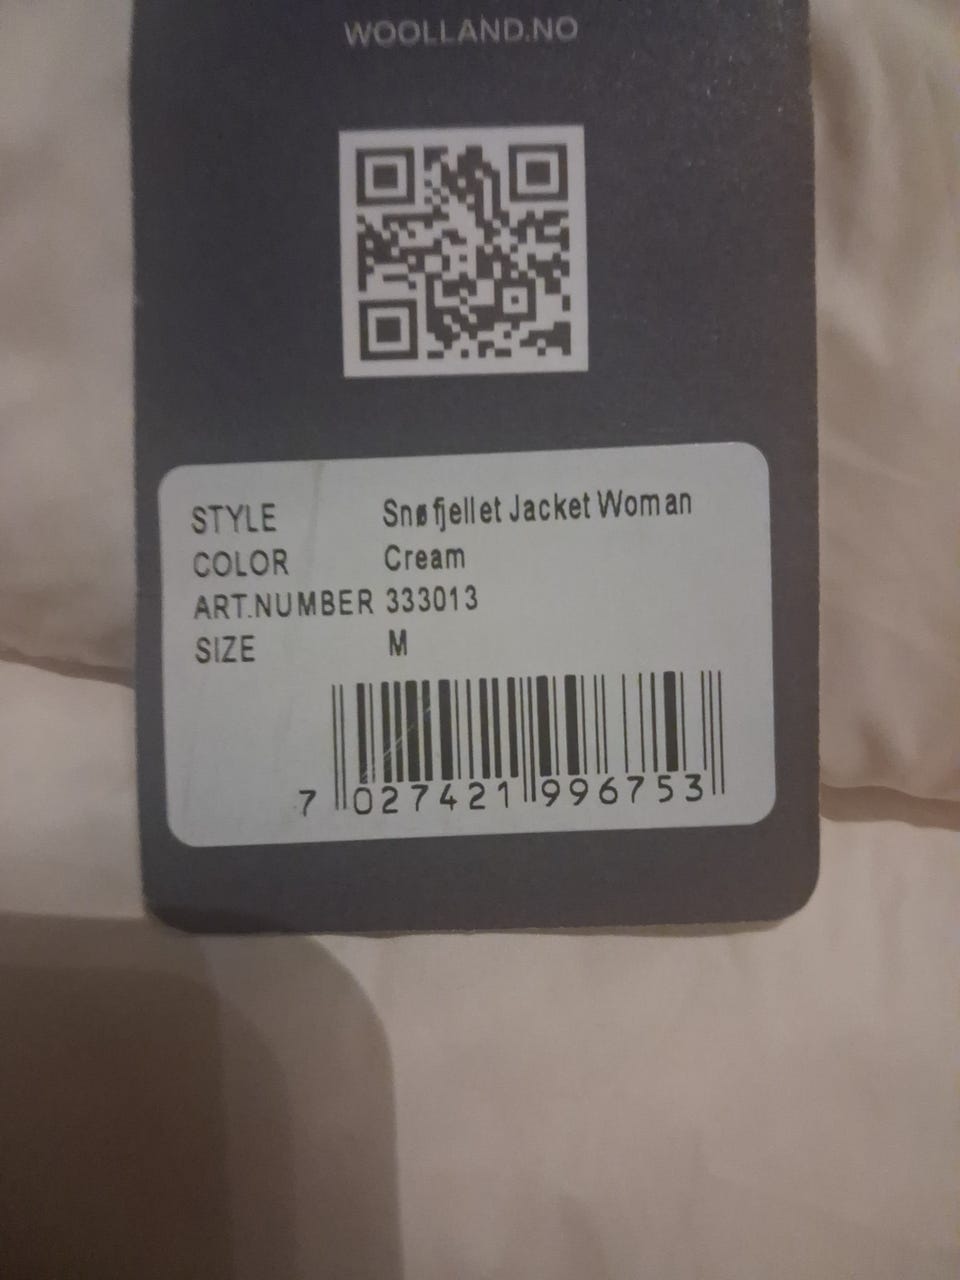 WOOLLAND.NO
STYLE Snøfjellet Jacket Woman
COLOR Cream
ART.NUMBER 333013
SIZE M
7 027421 996753